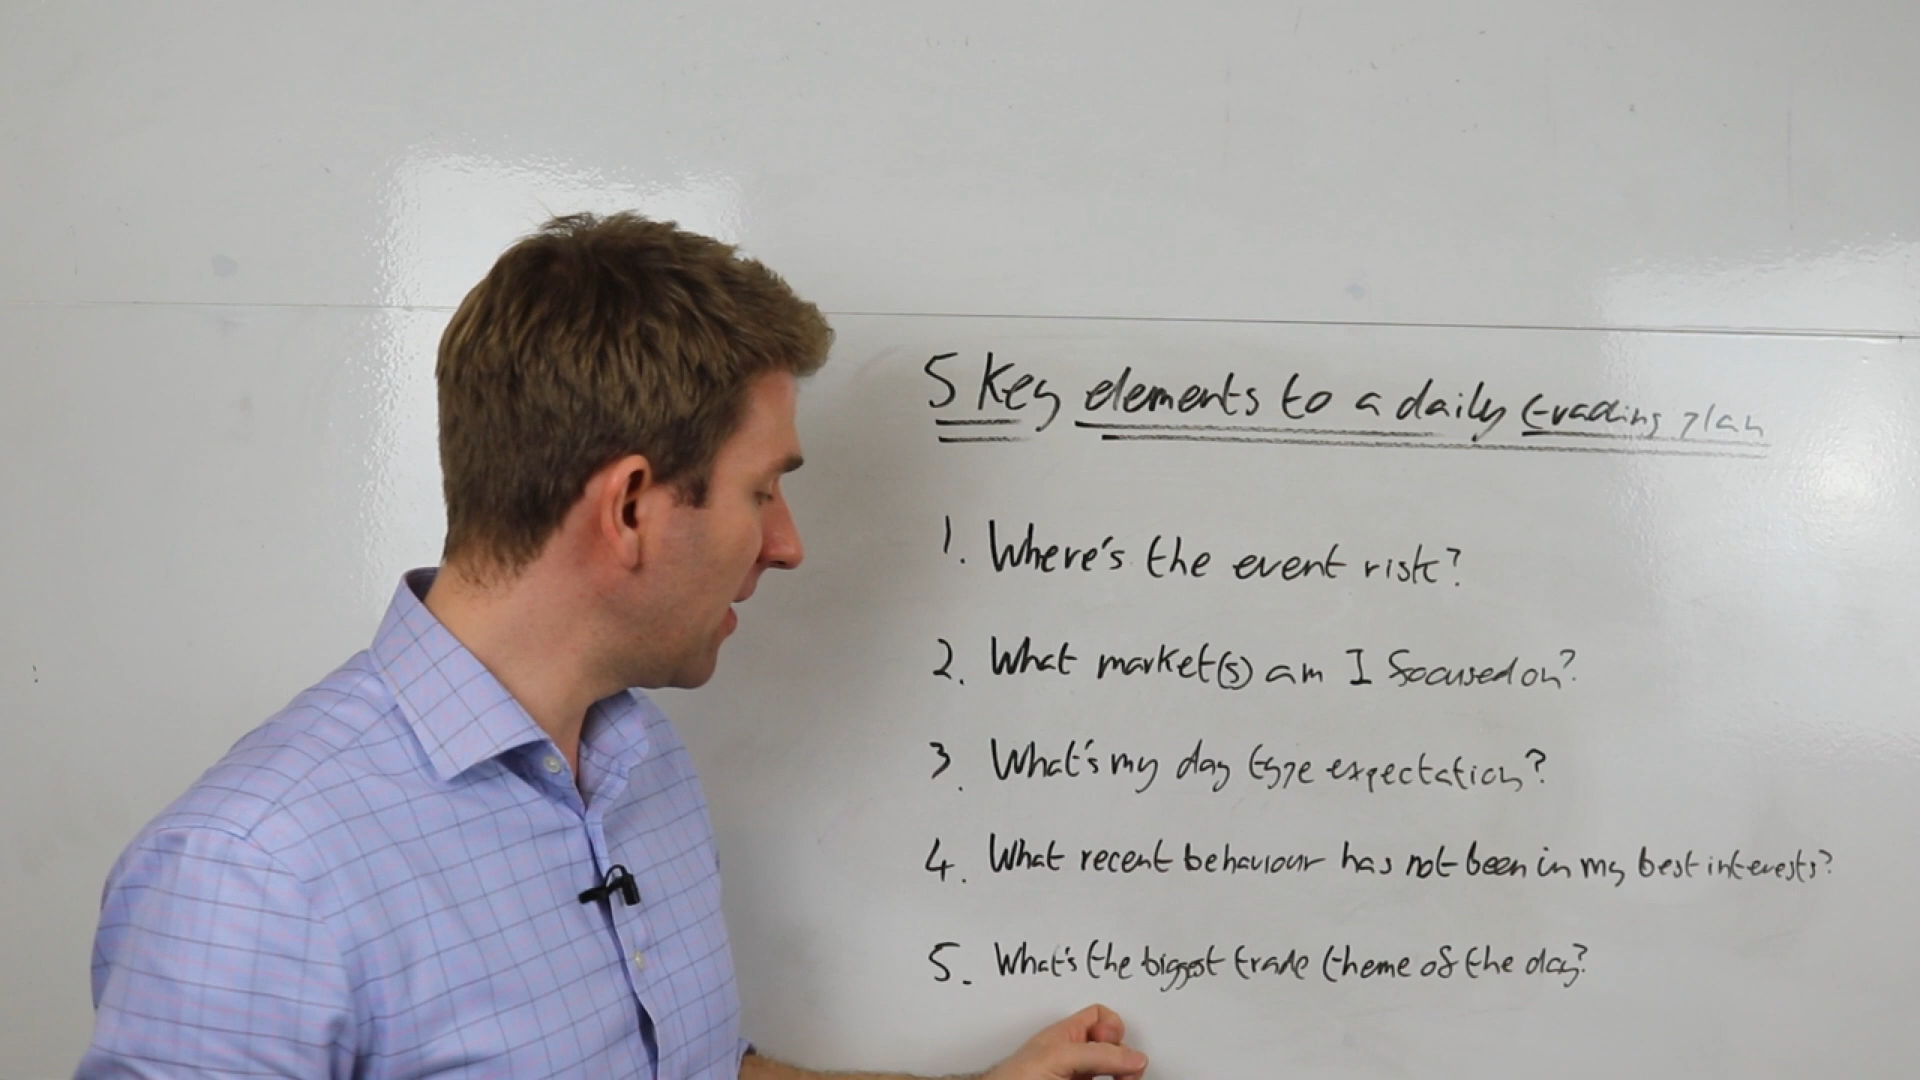 5 Key elements to a daily trading plan
1. Where's the event risk?
2. What market(s) am I focused on?
3. What's my day type expectation?
4. What recent behaviour has not been in my best interests?
5. What's the biggest trade theme of the day?